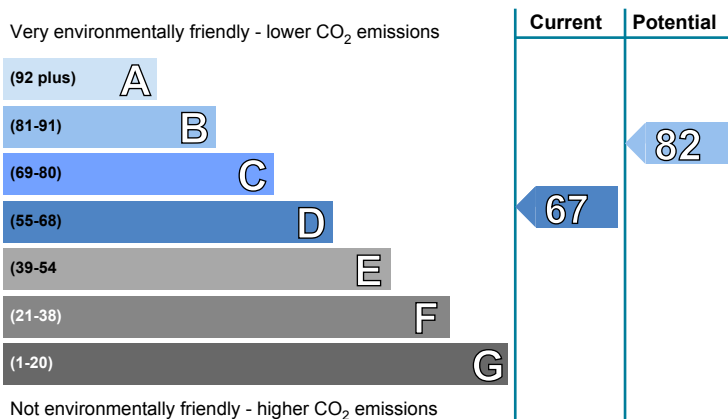 Current Potential
Very environmentally friendly - lower CO2 emissions
(92 plus) A
(81-91) B
82
(69-80) C
(55-68) D
67
(39-54 E
(21-38) F
(1-20) G
Not environmentally friendly - higher CO2 emissions